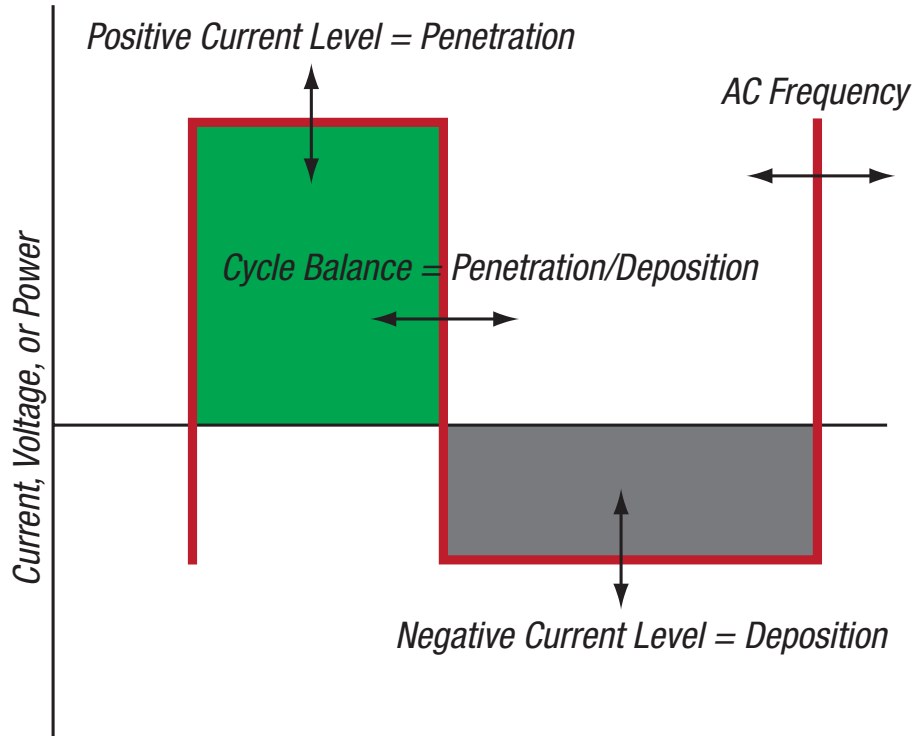 Positive Current Level = Penetration
AC Frequency
Cycle Balance = Penetration/Deposition
Current, Voltage, or Power
Negative Current Level = Deposition